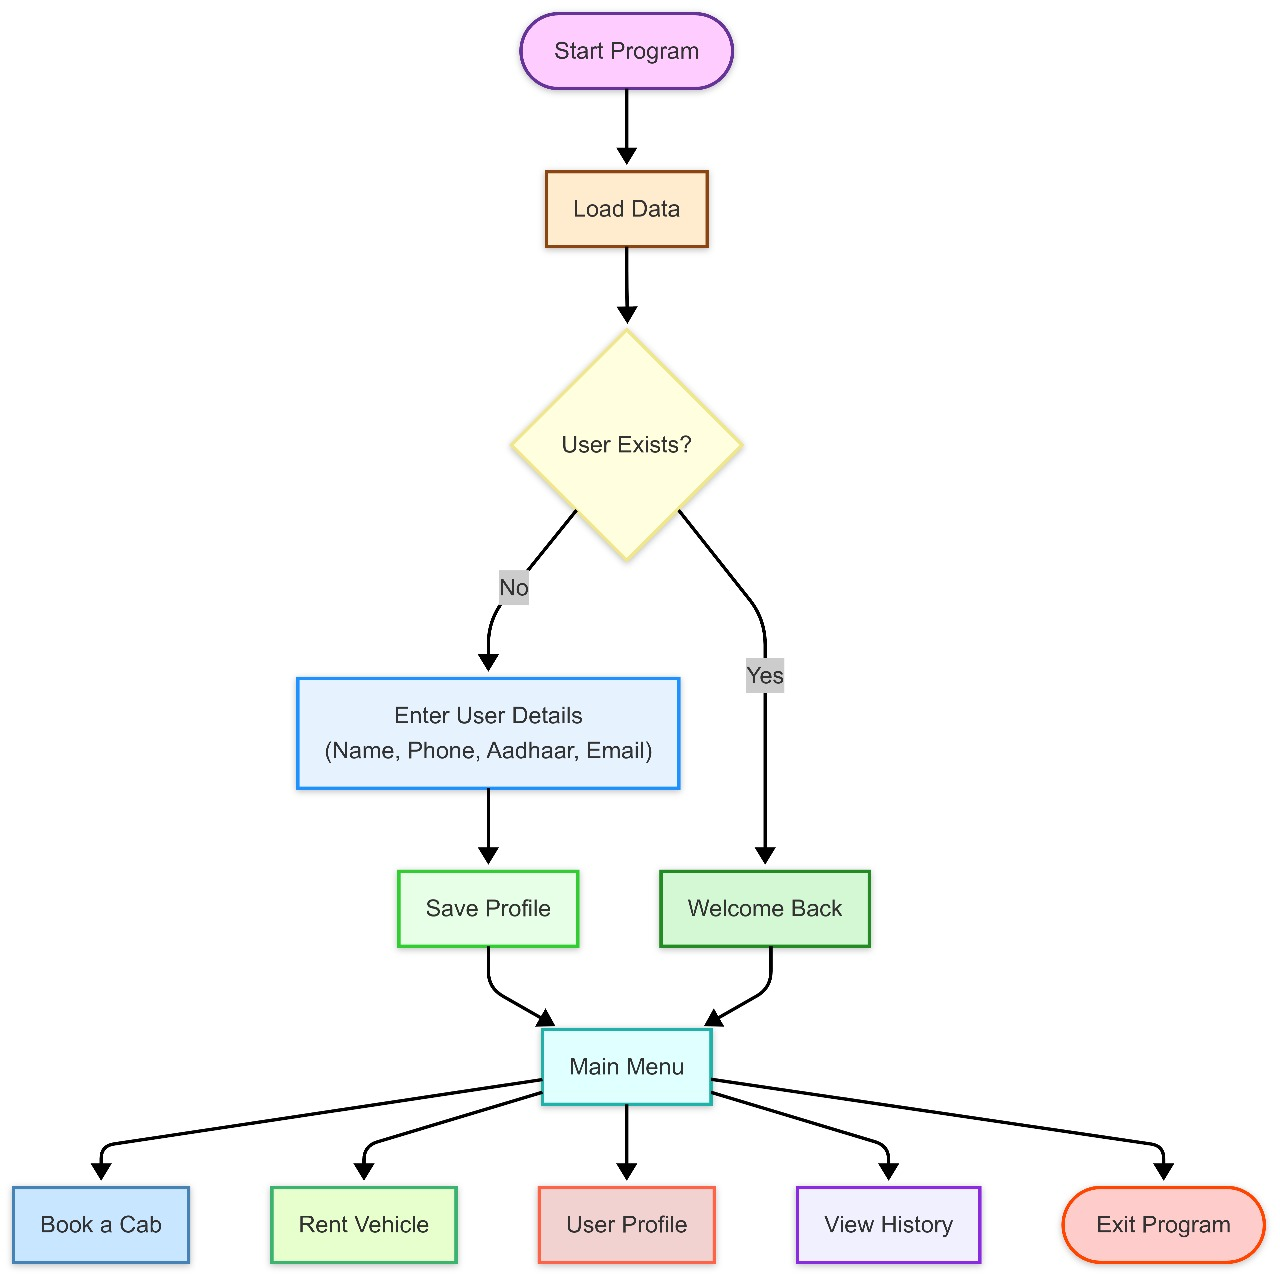 Start Program
Load Data
User Exists?
No
Yes
Enter User Details
(Name, Phone, Aadhaar, Email)
Save Profile
Welcome Back
Main Menu
Book a Cab
Rent Vehicle
User Profile
View History
Exit Program